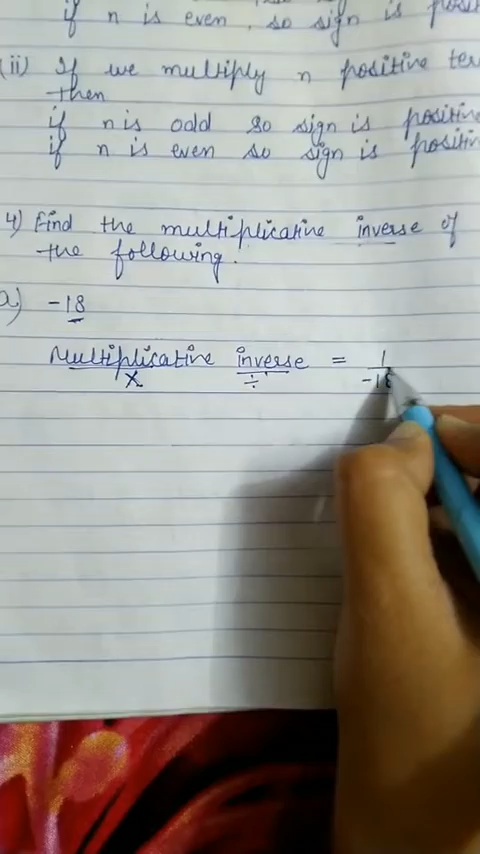 if n is even, so sign is
(ii) If we multiply n positive
then
if n is odd so sign is
if n is even so sign is
4) Find the multiplicative inverse of
the following!
a) -18
Multiplicative inverse = 1
× ÷ -18